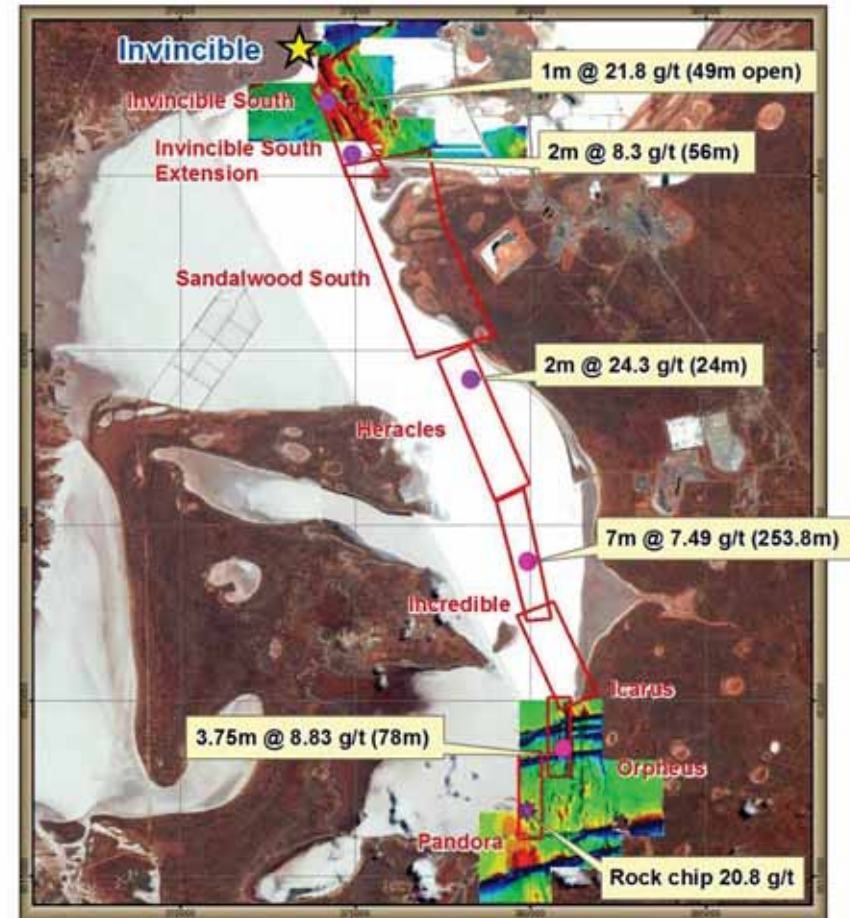 Invincible
1m @ 21.8 g/t (49m open)
Invincible South
Invincible South
Extension
2m @ 8.3 g/t (56m)
Sandalwood South
2m @ 24.3 g/t (24m)
Heracles
7m @ 7.49 g/t (253.8m)
Incredible
Icarus
3.75m @ 8.83 g/t (78m)
Orpheus
Pandora
Rock chip 20.8 g/t